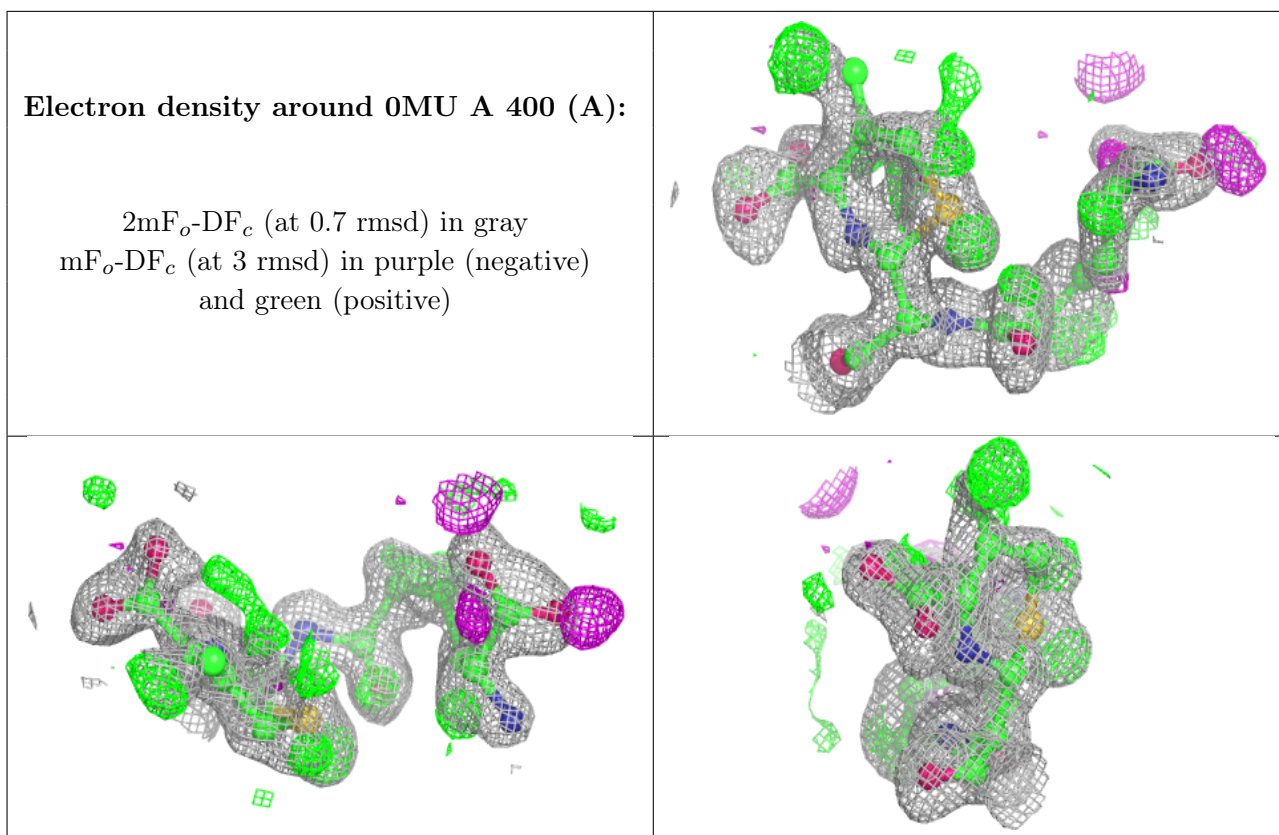 Electron density around 0MU A 400 (A):
2mFo-DFc (at 0.7 rmsd) in gray
mFo-DFc (at 3 rmsd) in purple (negative)
and green (positive)